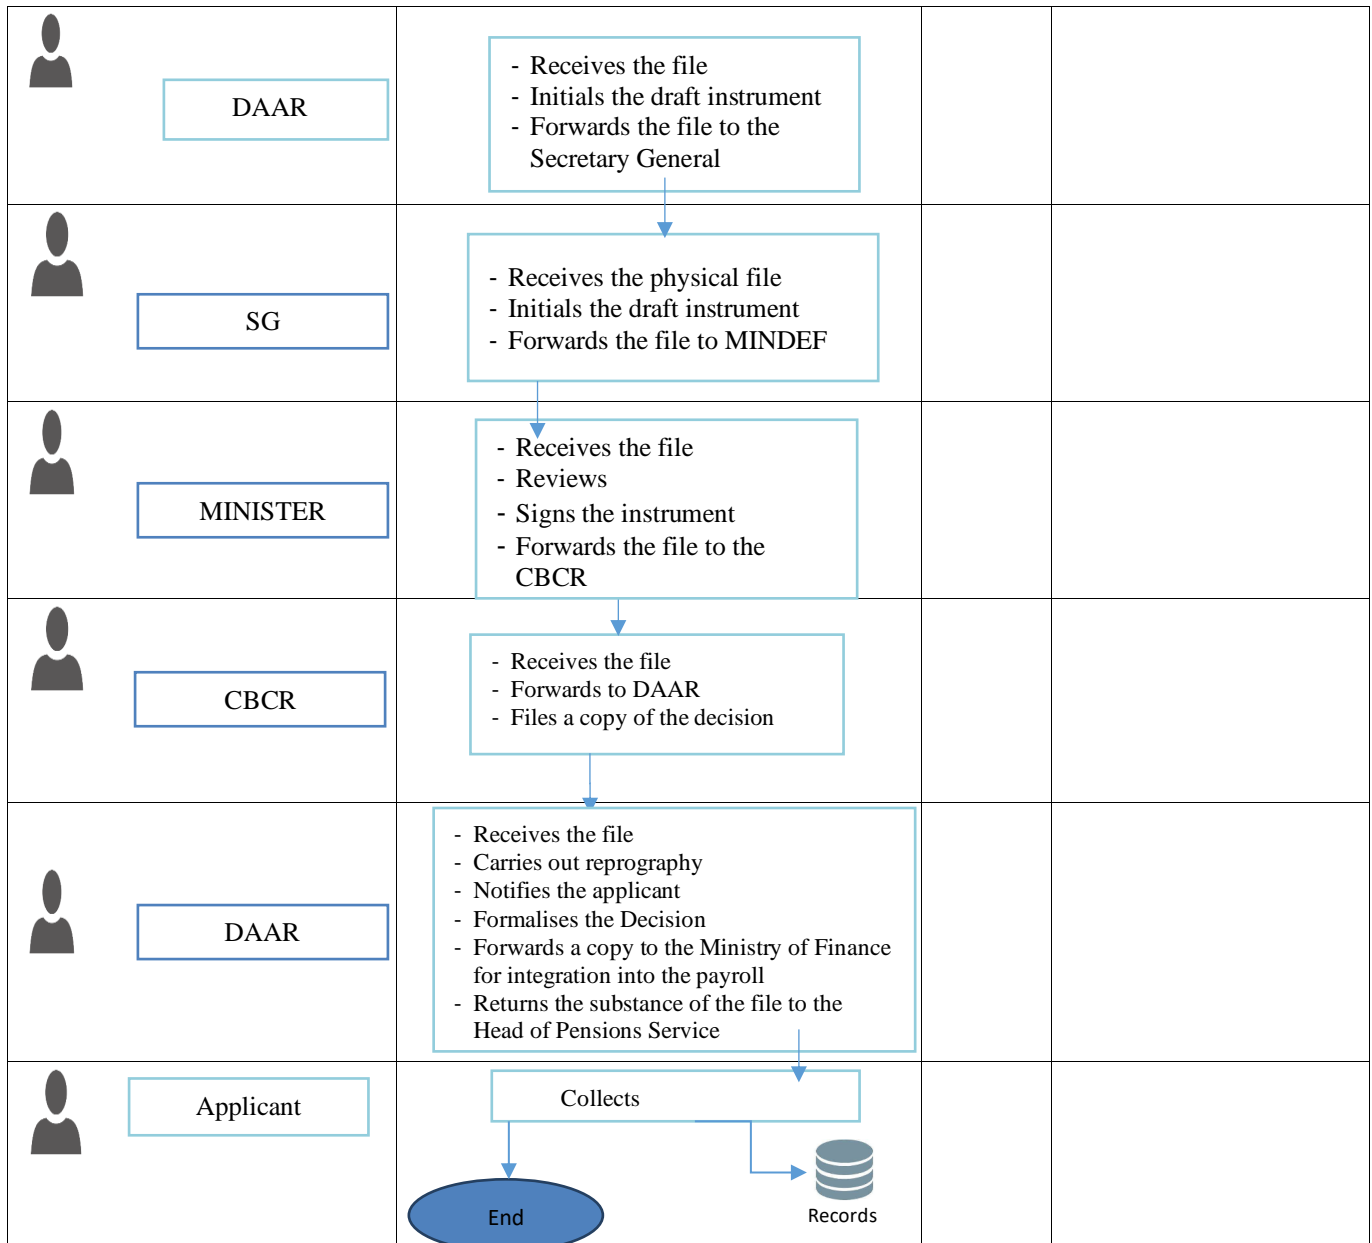 DAAR
- Receives the file
- Initials the draft instrument
- Forwards the file to the
Secretary General
SG
- Receives the physical file
- Initials the draft instrument
- Forwards the file to MINDEF
MINISTER
- Receives the file
- Reviews
- Signs the instrument
- Forwards the file to the
CBCR
CBCR
- Receives the file
- Forwards to DAAR
- Files a copy of the decision
DAAR
- Receives the file
- Carries out reprography
- Notifies the applicant
- Formalises the Decision
- Forwards a copy to the Ministry of Finance
for integration into the payroll
- Returns the substance of the file to the
Head of Pensions Service
Applicant
Collects
End
Records